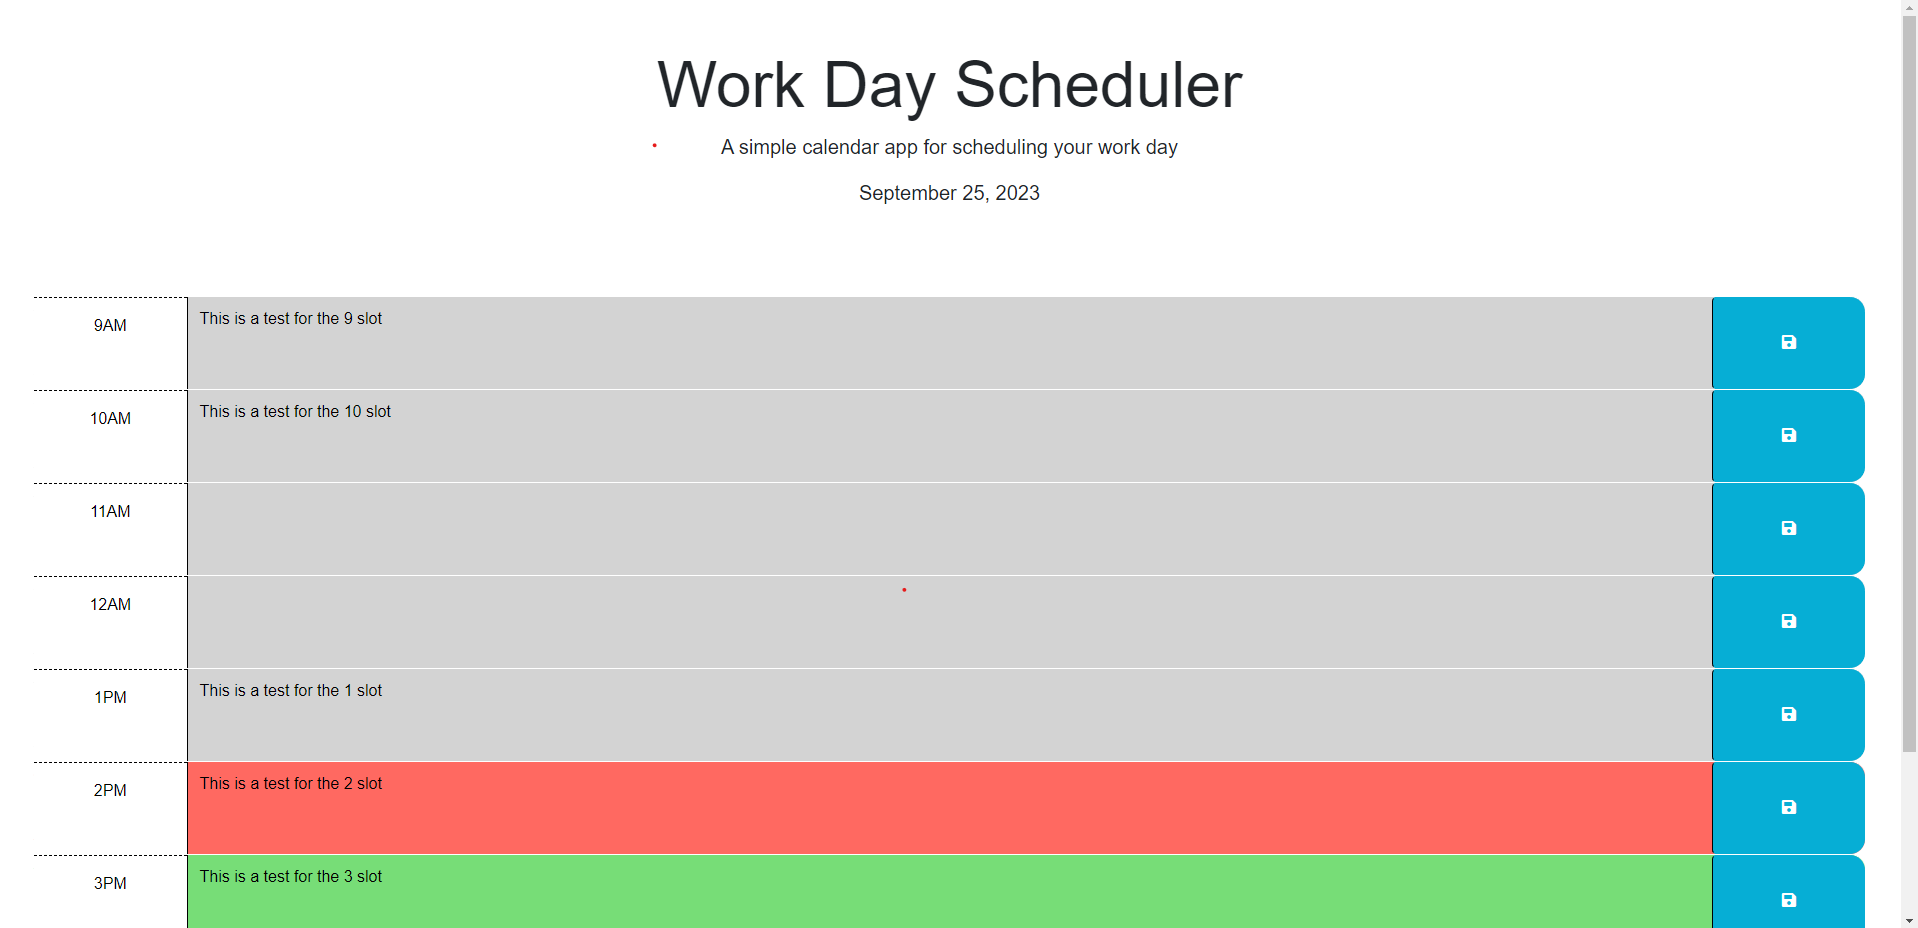 Work Day Scheduler
A simple calendar app for scheduling your work day
September 25, 2023
9AM
This is a test for the 9 slot
10AM
This is a test for the 10 slot
11AM
12AM
1PM
This is a test for the 1 slot
2PM
This is a test for the 2 slot
3PM
This is a test for the 3 slot